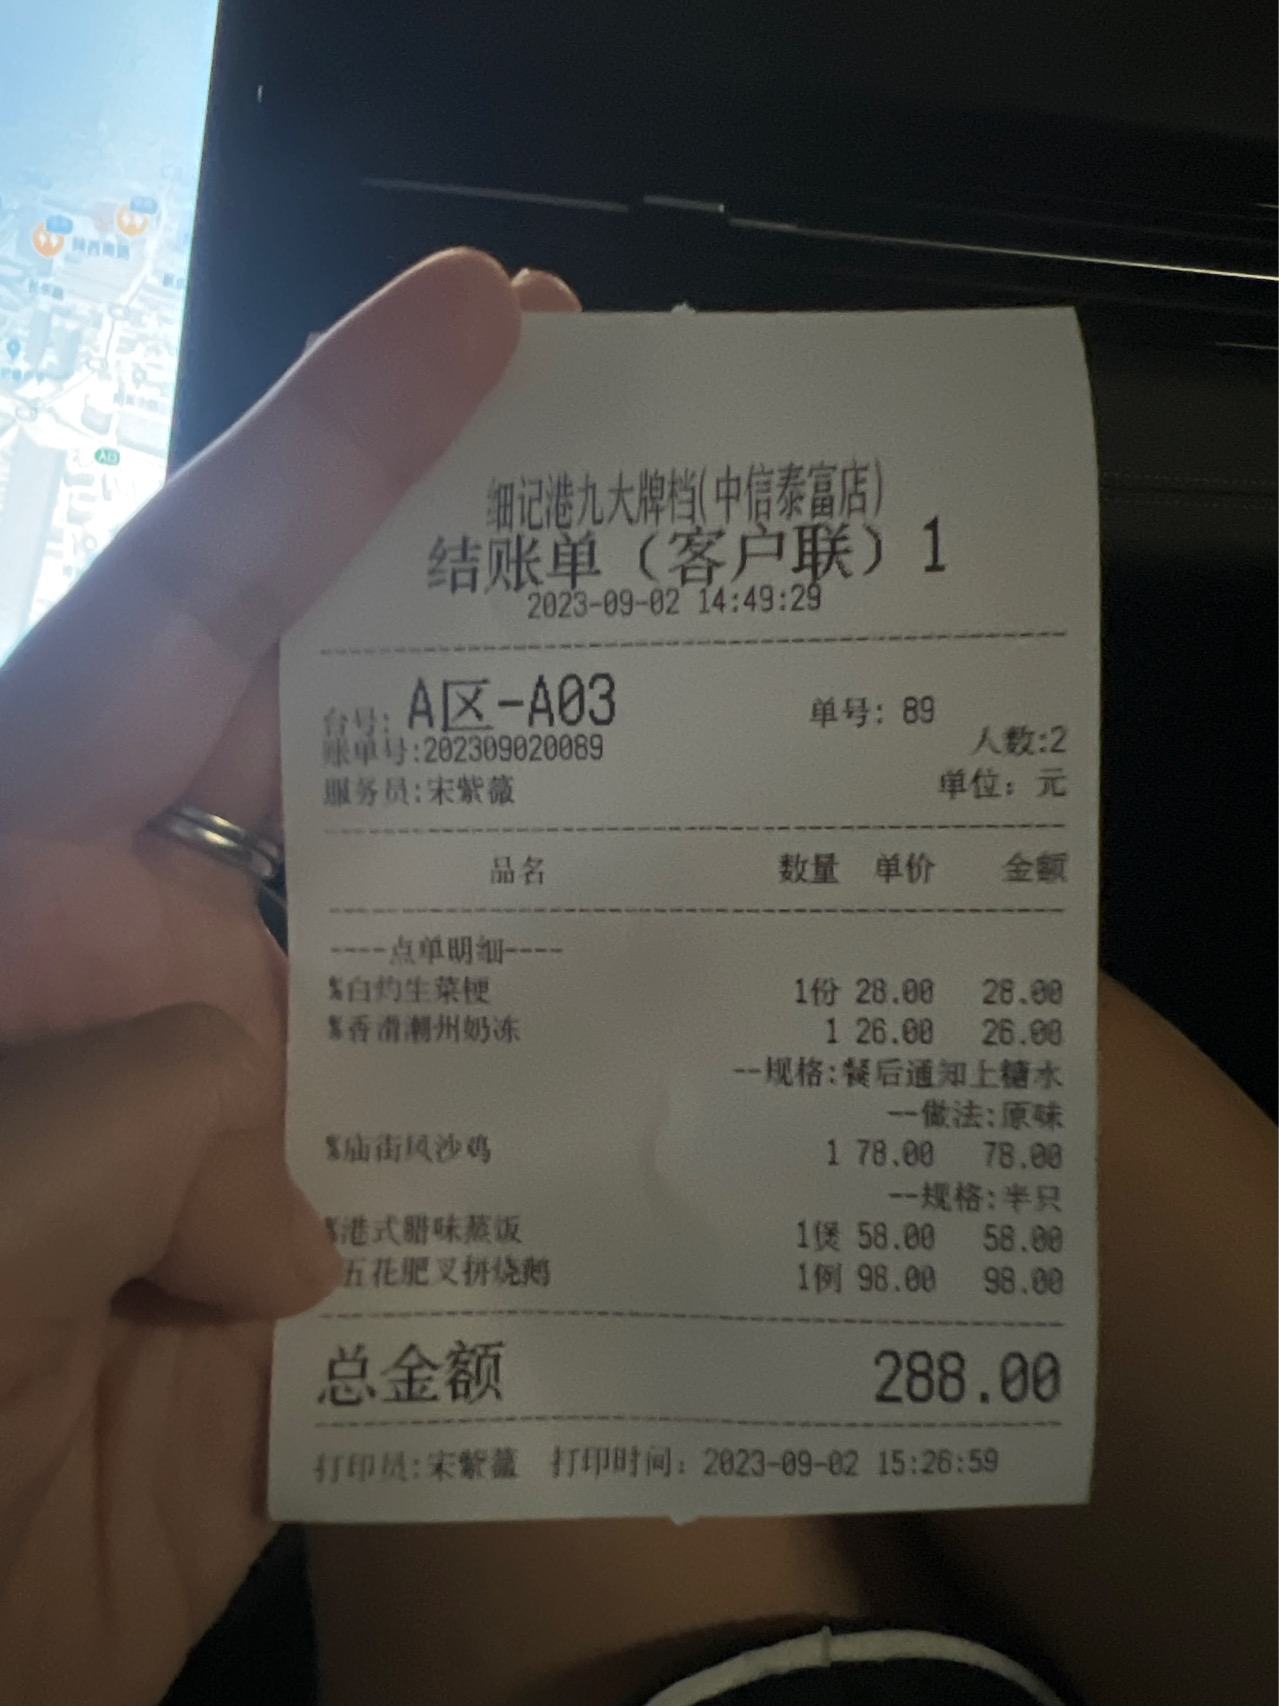 细记港九大牌档(中信泰富店)
结账单（客户联）1
2023-09-02 14:49:29
台号: A区-A03 单号: 89
账单号:202309020089 人数:2
服务员:宋紫薇 单位: 元
品名 数量 单价 金额
----点单明细----
%白灼生菜梗 1份 28.00 28.00
%香滑潮州奶冻 1 26.00 26.00
--规格:餐后通知上糖水
--做法:原味
%庙街风沙鸡 1 78.00 78.00
--规格:半只
%港式腊味蒸饭 1煲 58.00 58.00
五花肥叉拼烧鹅 1例 98.00 98.00
总金额 288.00
打印员:宋紫薇 打印时间: 2023-09-02 15:26:59